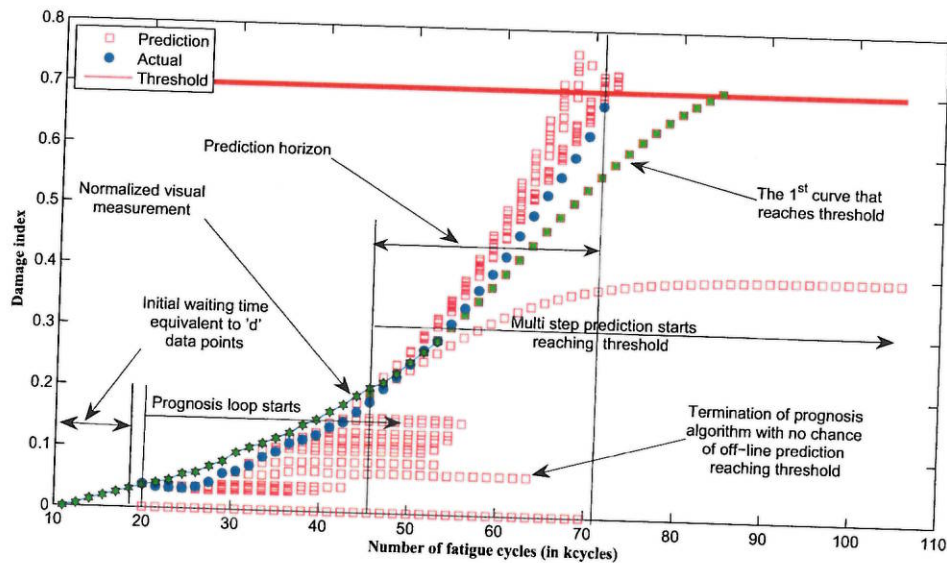 0.8
0.7
0.6
0.5
0.4
0.3
0.2
0.1
0
Damage index
Prediction
Actual
Threshold
Prediction horizon
Normalized visual
measurement
The 1st curve that
reaches threshold
Initial waiting time
equivalent to 'd'
data points
Multi step prediction starts
reaching threshold
Prognosis loop starts
Termination of prognosis
algorithm with no chance
of off-line prediction
reaching threshold
10 20 30 40 50 60 70 80 90 100 110
Number of fatigue cycles (in kcycles)